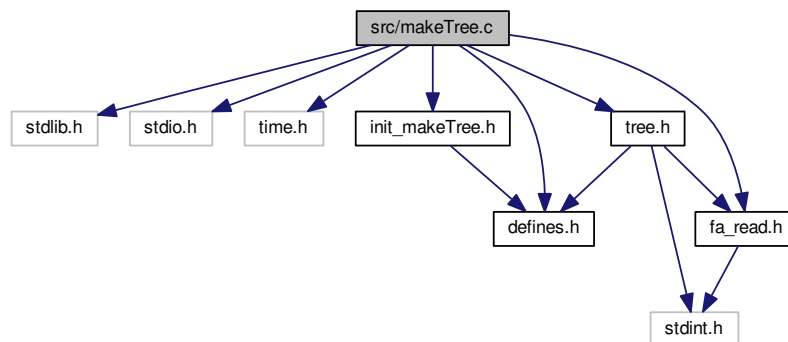 src/makeTree.c
stdlib.h
stdio.h
time.h
init_makeTree.h
tree.h
defines.h
fa_read.h
stdint.h